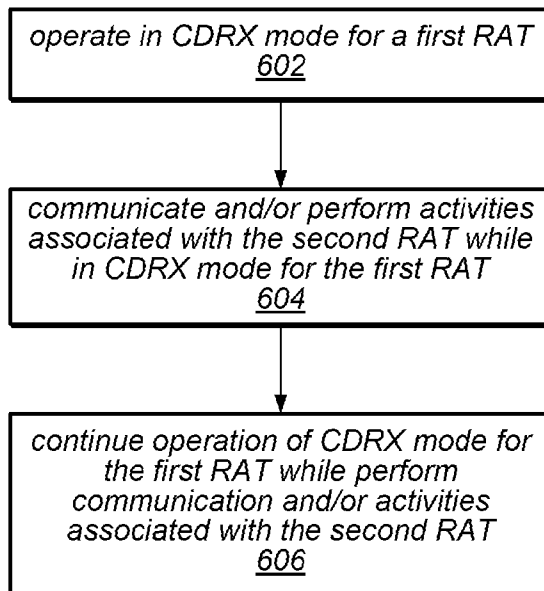 operate in CDRX mode for a first RAT
602
communicate and/or perform activities
associated with the second RAT while
in CDRX mode for the first RAT
604
continue operation of CDRX mode for
the first RAT while perform
communication and/or activities
associated with the second RAT
606